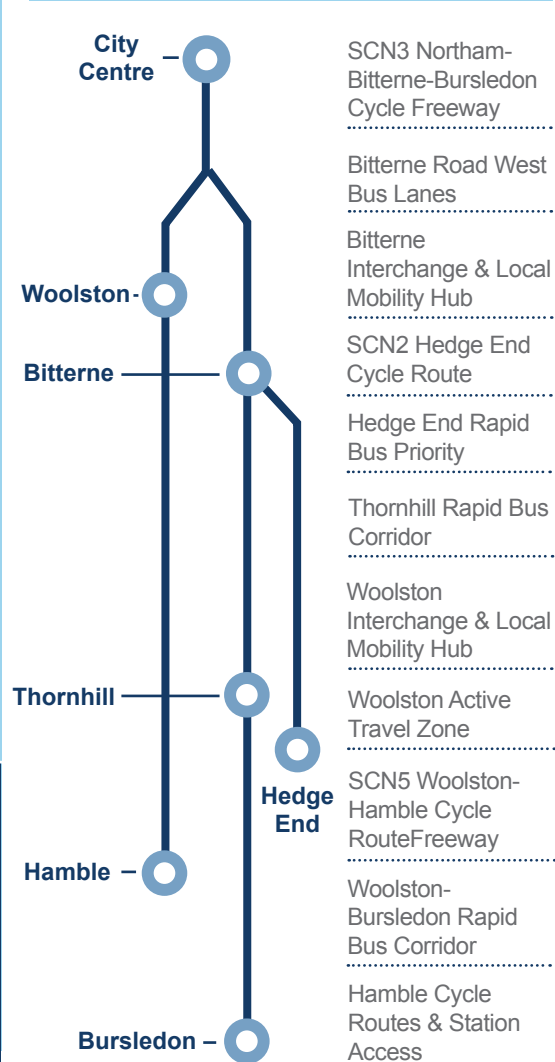 City
Centre
Woolston
Bitterne
Thornhill
Hedge
End
Hamble
Bursledon
SCN3 Northam-
Bitterne-Bursledon
Cycle Freeway
Bitterne Road West
Bus Lanes
Bitterne
Interchange & Local
Mobility Hub
SCN2 Hedge End
Cycle Route
Hedge End Rapid
Bus Priority
Thornhill Rapid Bus
Corridor
Woolston
Interchange & Local
Mobility Hub
Woolston Active
Travel Zone
SCN5 Woolston-
Hamble Cycle
RouteFreeway
Woolston-
Bursledon Rapid
Bus Corridor
Hamble Cycle
Routes & Station
Access